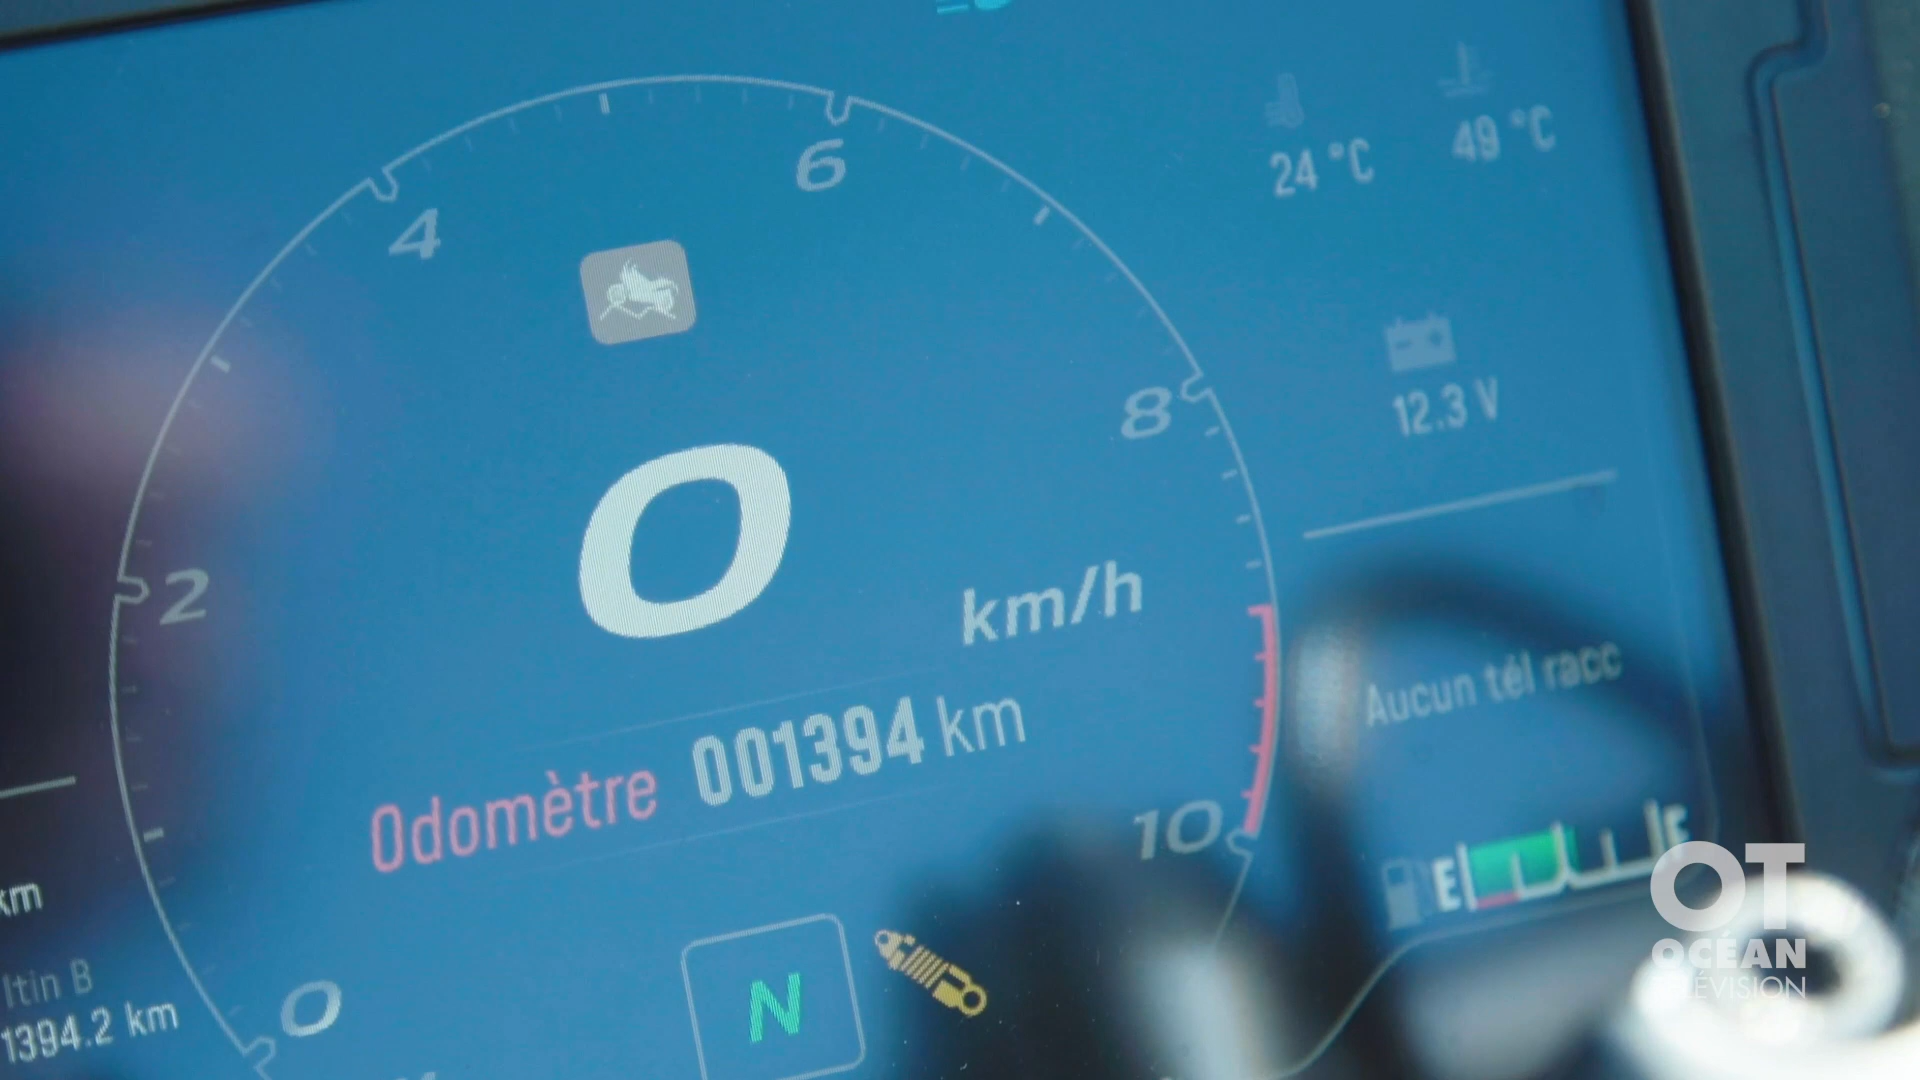 24 °C
49 °C
6
4
8
12.3 V
0
km/h
2
Aucun tél racc
Odomètre 001394 km
10
E F
km
Itin B
1394.2 km
0
N
OT
OCÉAN
TÉLÉVISION